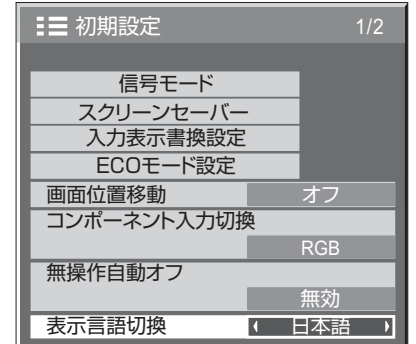 初期設定 1/2
信号モード
スクリーンセーバー
入力表示書換設定
ECOモード設定
画面位置移動 オフ
コンポーネント入力切換
RGB
無操作自動オフ
無効
表示言語切換 日本語